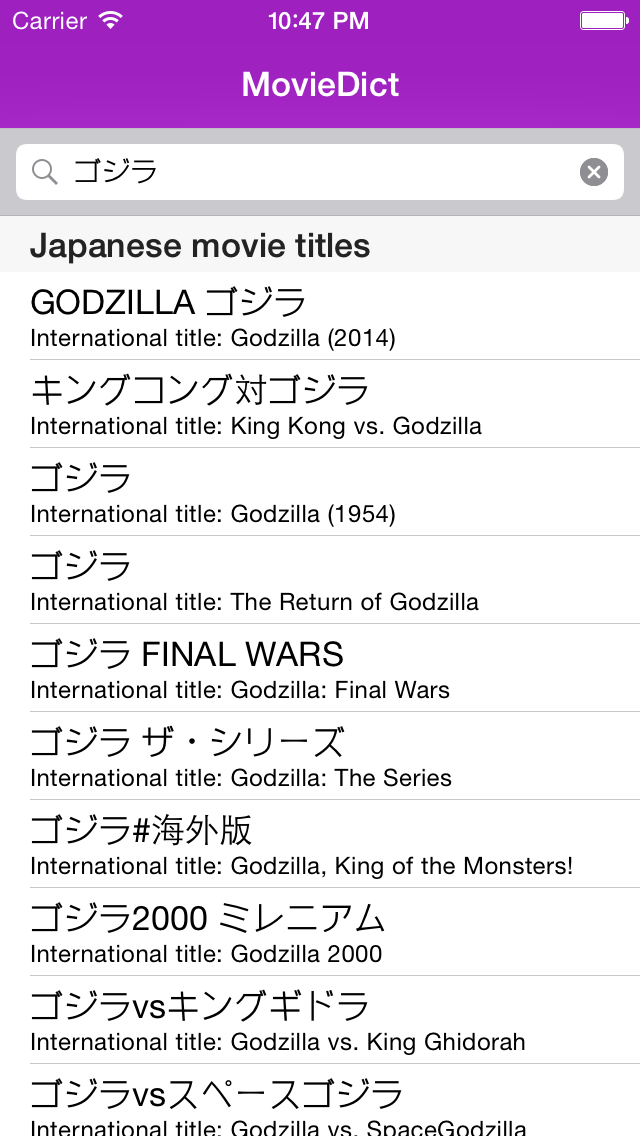 Carrier 10:47 PM
MovieDict
ゴジラ
Japanese movie titles
GODZILLA ゴジラ
International title: Godzilla (2014)
キングコング対ゴジラ
International title: King Kong vs. Godzilla
ゴジラ
International title: Godzilla (1954)
ゴジラ
International title: The Return of Godzilla
ゴジラ FINAL WARS
International title: Godzilla: Final Wars
ゴジラ ザ・シリーズ
International title: Godzilla: The Series
ゴジラ#海外版
International title: Godzilla, King of the Monsters!
ゴジラ2000 ミレニアム
International title: Godzilla 2000
ゴジラvsキングギドラ
International title: Godzilla vs. King Ghidorah
ゴジラvsスペースゴジラ
International title: Godzilla vs. SpaceGodzilla